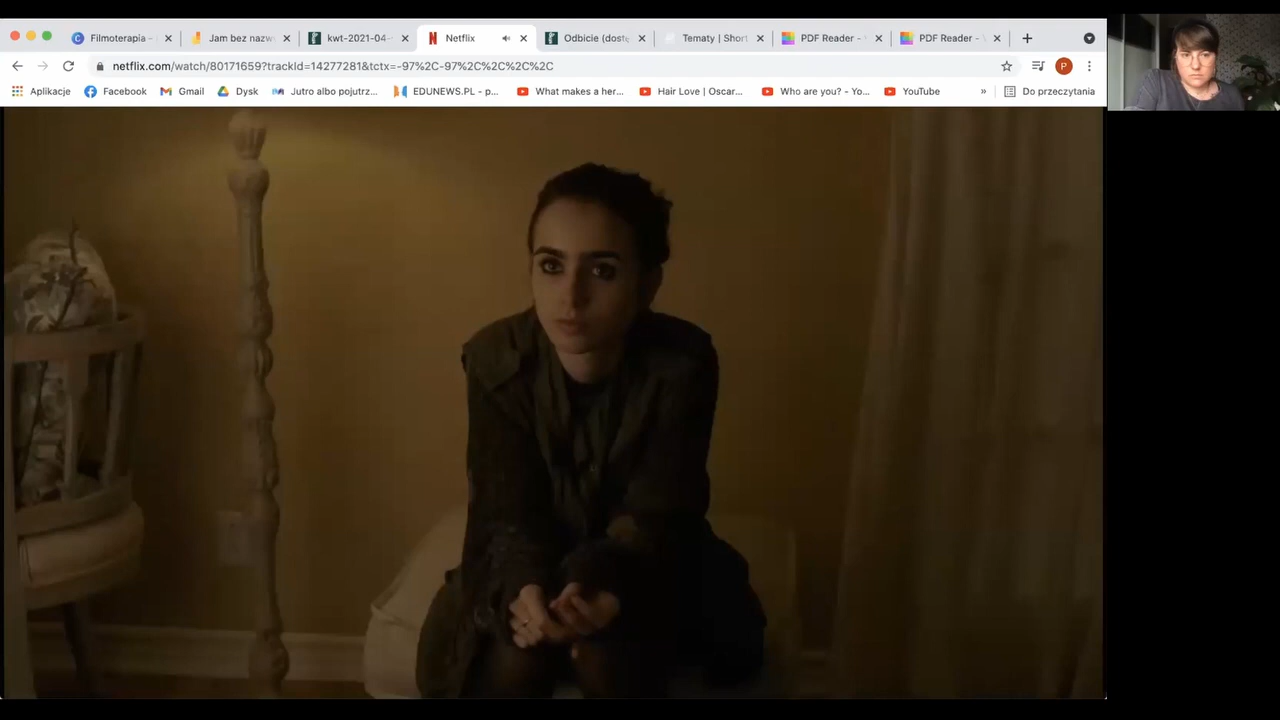 Filmoterapia - Jam bez nazw kwt-2021-04- Netflix Odbicie (dostę Tematy | Short PDF Reader - PDF Reader -
netflix.com/watch/80171659?trackId=14277281&tctx=-97%2C-97%2C%2C%2C%2C P
Aplikacje Facebook Gmail Dysk Jutro albo pojutrz... EDUNEWS.PL - p... What makes a her... Hair Love | Oscar... Who are you? - Yo... YouTube » Do przeczytania